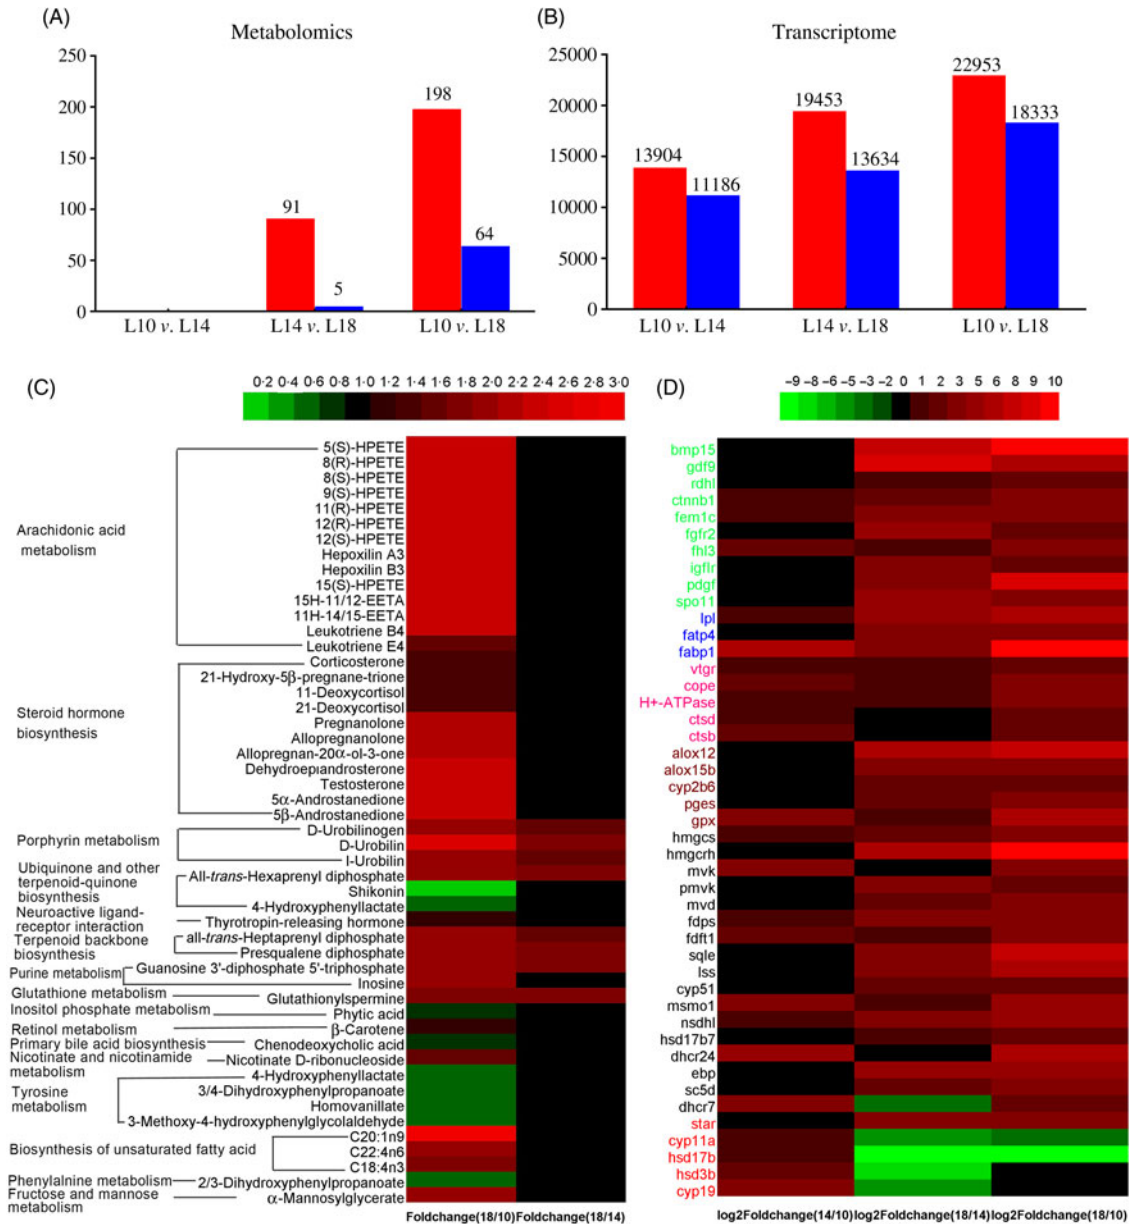 (A)
Metabolomics
250
200
150
100
50
0
91
5
198
64
L10 v. L14
L14 v. L18
L10 v. L18
(B)
Transcriptome
25000
20000
15000
10000
5000
0
13904
11186
19453
13634
22953
18333
L10 v. L14
L14 v. L18
L10 v. L18
(C)
0·2 0·4 0·6 0·8 1·0 1·2 1·4 1·6 1·8 2·0 2·2 2·4 2·6 2·8 3·0
Arachidonic acid
metabolism
5(S)-HPETE
8(R)-HPETE
8(S)-HPETE
9(S)-HPETE
11(R)-HPETE
12(R)-HPETE
12(S)-HPETE
Hepoxilin A3
Hepoxilin B3
15(S)-HPETE
15H-11/12-EETA
11H-14/15-EETA
Leukotriene B4
Leukotriene E4
Steroid hormone
biosynthesis
Corticosterone
21-Hydroxy-5β-pregnane-trione
11-Deoxycortisol
21-Deoxycortisol
Pregnanolone
Allopregnanolone
Allopregnan-20α-ol-3-one
Dehydroepiandrosterone
Testosterone
5α-Androstanedione
5β-Androstanedione
Porphyrin metabolism
D-Urobilinogen
D-Urobilin
I-Urobilin
Ubiquinone and other
terpenoid-quinone
biosynthesis
All-trans-Hexaprenyl diphosphate
Shikonin
4-Hydroxyphenyllactate
Neuroactive ligand-
receptor interaction
Thyrotropin-releasing hormone
Terpenoid backbone
biosynthesis
all-trans-Heptaprenyl diphosphate
Presqualene diphosphate
Purine metabolism
Guanosine 3'-diphosphate 5'-triphosphate
Inosine
Glutathione metabolism
Glutathionylspermine
Inositol phosphate metabolism
Phytic acid
Retinol metabolism
β-Carotene
Primary bile acid biosynthesis
Chenodeoxycholic acid
Nicotinate and nicotinamide
metabolism
Nicotinate D-ribonucleoside
Tyrosine
metabolism
4-Hydroxyphenyllactate
3/4-Dihydroxyphenylpropanoate
Homovanillate
3-Methoxy-4-hydroxyphenylglycolaldehyde
Biosynthesis of unsaturated fatty acid
C20:1n9
C22:4n6
C18:4n3
Phenylalnine metabolism
2/3-Dihydroxyphenylpropanoate
Fructose and mannose
metabolism
α-Mannosylglycerate
Foldchange(18/10)
Foldchange(18/14)
(D)
−9 −6 −5 −3 −2 0 1 2 3 5 6 8 9 10
bmp15
gdf9
rdhl
ctnnb1
fem1c
fgfr2
fhl3
igflr
pdgf
spo11
lpl
fatp4
fabp1
vtgr
cope
H+-ATPase
ctsd
ctsb
alox12
alox15b
cyp2b6
pges
gpx
hmgcs
hmgcrh
mvk
pmvk
mvd
fdps
fdft1
sqle
lss
cyp51
msmo1
nsdhl
hsd17b7
dhcr24
ebp
sc5d
dhcr7
star
cyp11a
hsd17b
hsd3b
cyp19
log2Foldchange(14/10)
log2Foldchange(18/14)
log2Foldchange(18/10)